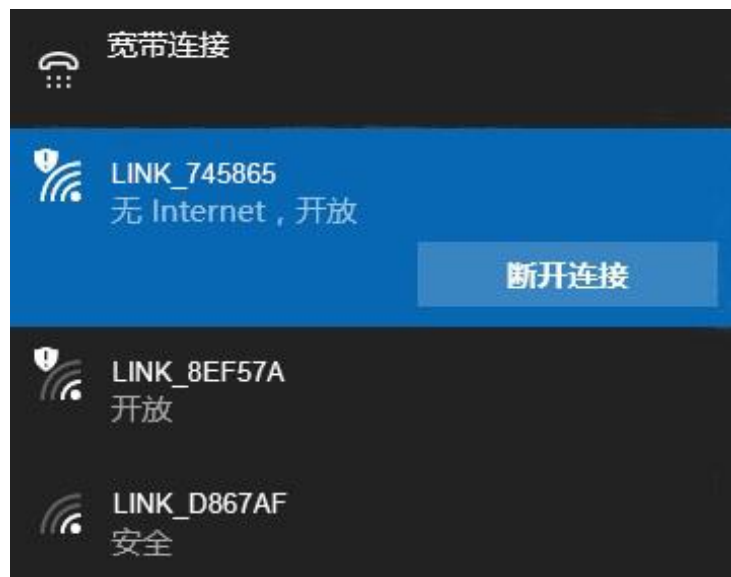 宽带连接
LINK_745865
无 Internet，开放
断开连接
LINK_8EF57A
开放
LINK_D867AF
安全